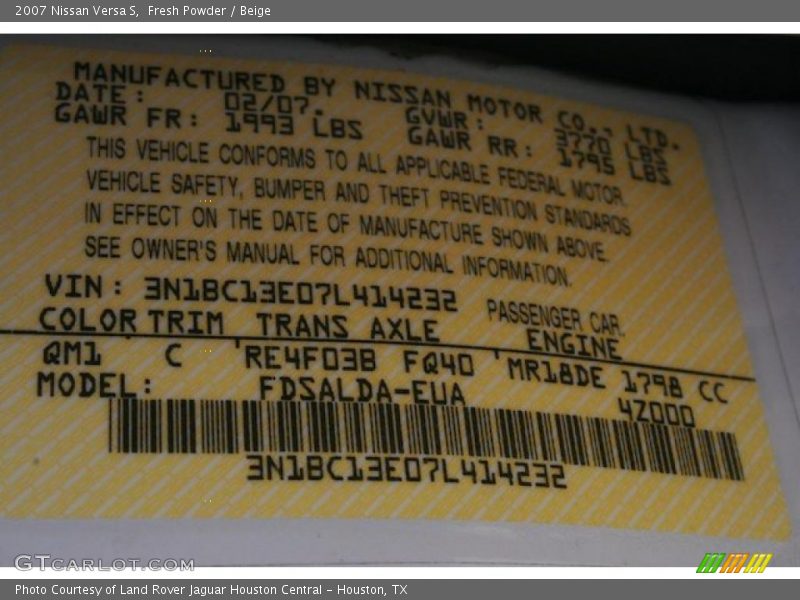 2007 Nissan Versa S,  Fresh Powder / Beige
MANUFACTURED BY NISSAN MOTOR CO., LTD.
DATE: 02/07. GVWR: 3770 LBS
GAWR FR: 1993 LBS GAWR RR: 1795 LBS
THIS VEHICLE CONFORMS TO ALL APPLICABLE FEDERAL MOTOR
VEHICLE SAFETY, BUMPER AND THEFT PREVENTION STANDARDS
IN EFFECT ON THE DATE OF MANUFACTURE SHOWN ABOVE.
SEE OWNER'S MANUAL FOR ADDITIONAL INFORMATION.
VIN: 3N1BC13E07L414232 PASSENGER CAR.
COLOR TRIM TRANS AXLE ENGINE
QM1 C RE4F03B FQ40 MR18DE 1798 CC
MODEL: FDSALDA-EUA 4Z000
3N1BC13E07L414232
GTCARLOT.COM
Photo Courtesy of Land Rover Jaguar Houston Central - Houston, TX